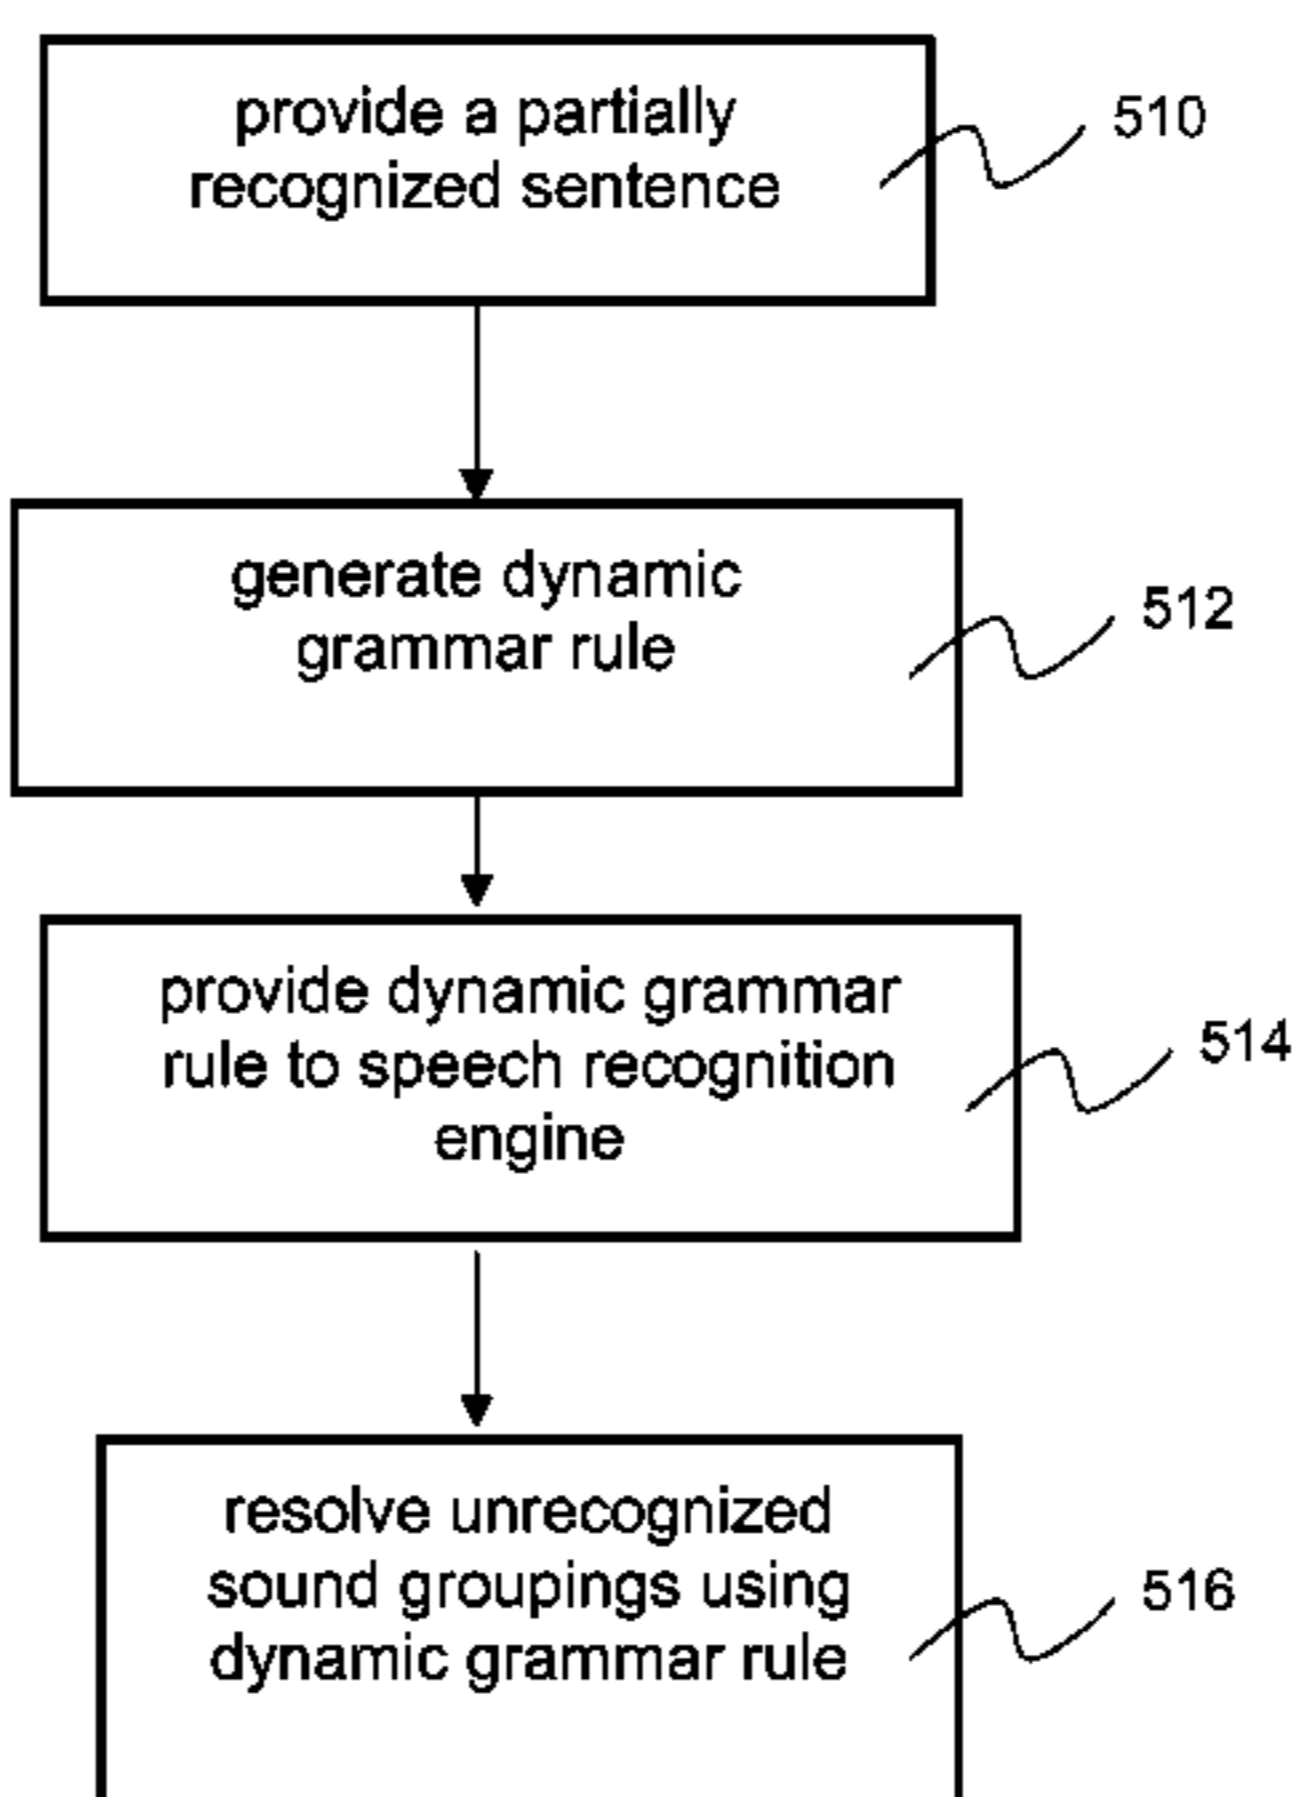 provide a partially
recognized sentence
510
generate dynamic
grammar rule
512
provide dynamic grammar
rule to speech recognition
engine
514
resolve unrecognized
sound groupings using
dynamic grammar rule
516